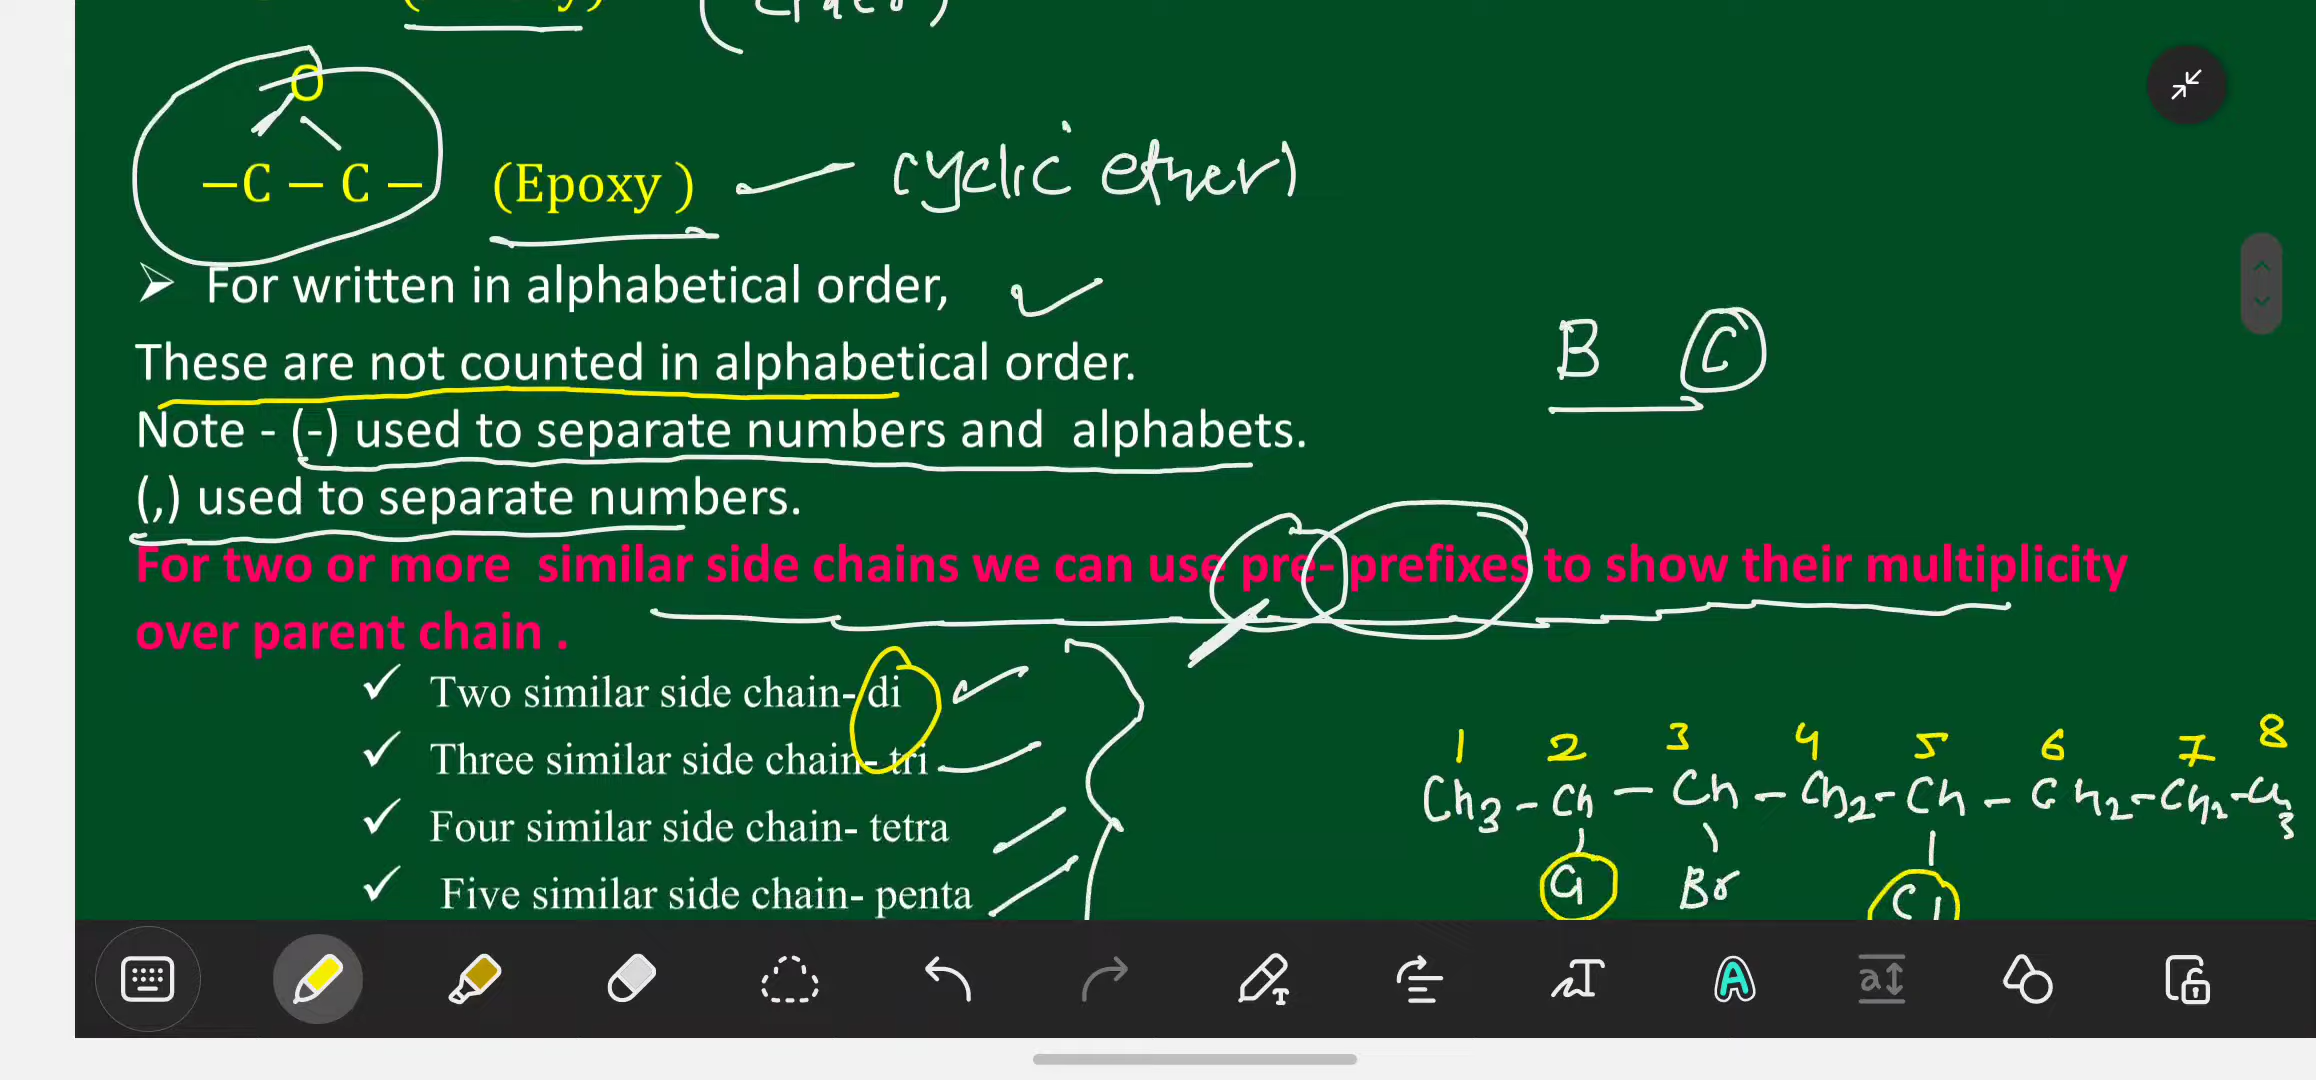 O
–C – C – (Epoxy ) cyclic ether)
➢ For written in alphabetical order,
These are not counted in alphabetical order.
B C
Note - (-) used to separate numbers and alphabets.
(,) used to separate numbers.
For two or more similar side chains we can use pre- prefixes to show their multiplicity
over parent chain .
✓ Two similar side chain- di
✓ Three similar side chain- tri
✓ Four similar side chain- tetra
✓ Five similar side chain- penta
1 2 3 4 5 6 7 8
Ch3 - Ch - Ch - Ch2 - Ch - Ch2 - Ch2 - Ch3
Cl Br Cl